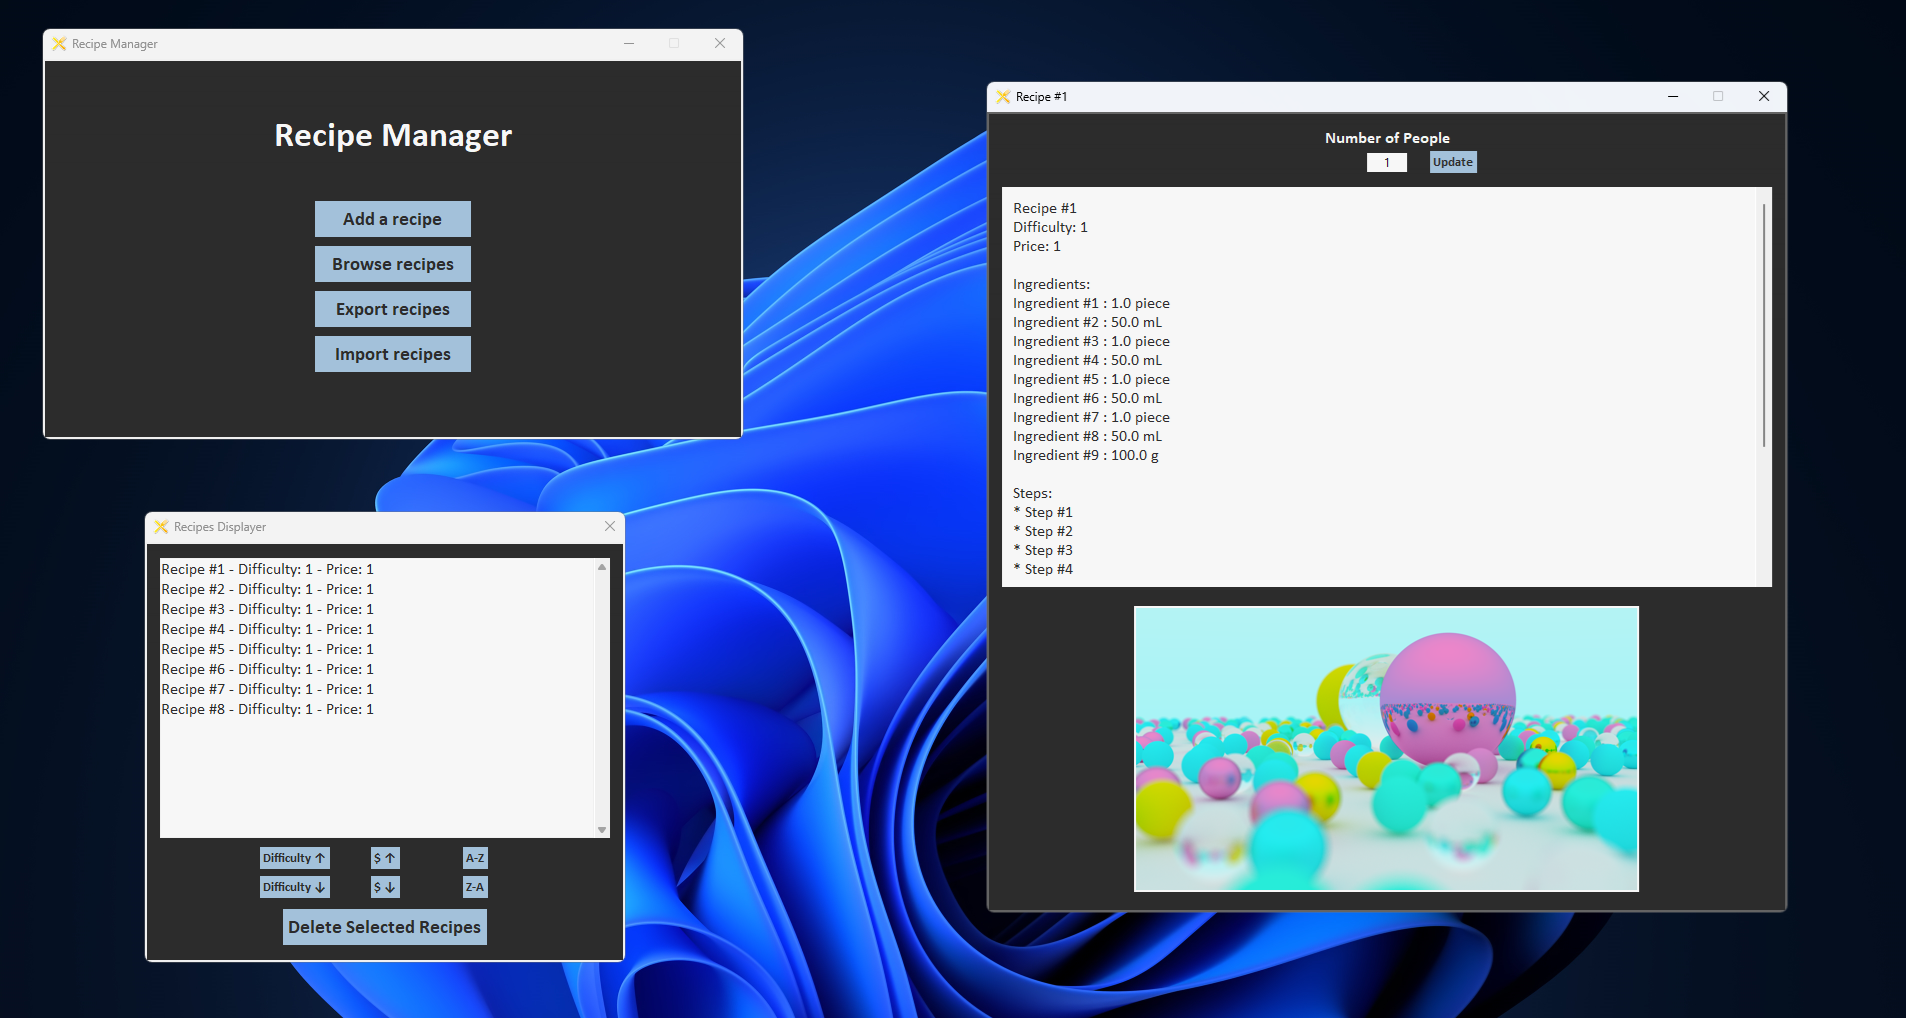 Recipe Manager
Recipe Manager
Add a recipe
Browse recipes
Export recipes
Import recipes
Recipes Displayer
Recipe #1 - Difficulty: 1 - Price: 1
Recipe #2 - Difficulty: 1 - Price: 1
Recipe #3 - Difficulty: 1 - Price: 1
Recipe #4 - Difficulty: 1 - Price: 1
Recipe #5 - Difficulty: 1 - Price: 1
Recipe #6 - Difficulty: 1 - Price: 1
Recipe #7 - Difficulty: 1 - Price: 1
Recipe #8 - Difficulty: 1 - Price: 1
Difficulty ↑ $ ↑ A-Z
Difficulty ↓ $ ↓ Z-A
Delete Selected Recipes
Recipe #1
Number of People
1 Update
Recipe #1
Difficulty: 1
Price: 1
Ingredients:
Ingredient #1 : 1.0 piece
Ingredient #2 : 50.0 mL
Ingredient #3 : 1.0 piece
Ingredient #4 : 50.0 mL
Ingredient #5 : 1.0 piece
Ingredient #6 : 50.0 mL
Ingredient #7 : 1.0 piece
Ingredient #8 : 50.0 mL
Ingredient #9 : 100.0 g
Steps:
* Step #1
* Step #2
* Step #3
* Step #4